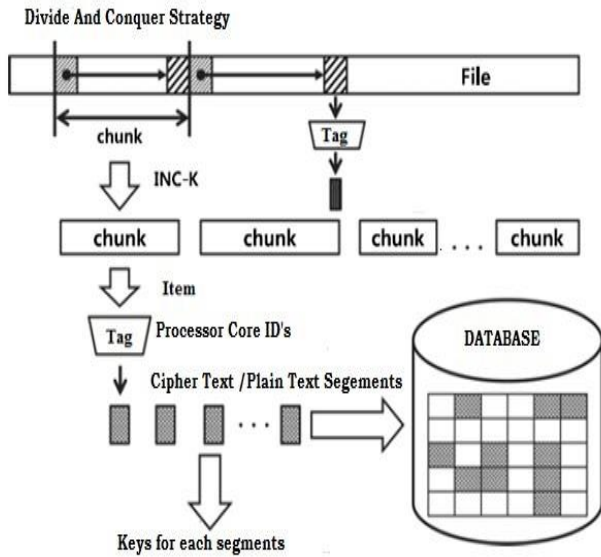 Divide And Conquer Strategy
File
chunk
Tag
INC-K
chunk
chunk
chunk
. . .
chunk
Item
Tag
Processor Core ID's
DATABASE
Cipher Text /Plain Text Segements
. . .
Keys for each segments